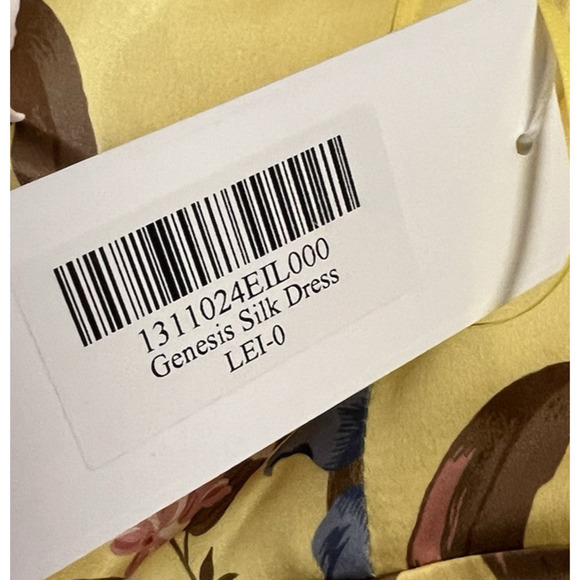 1311024EIL000
Genesis Silk Dress
LEI-0